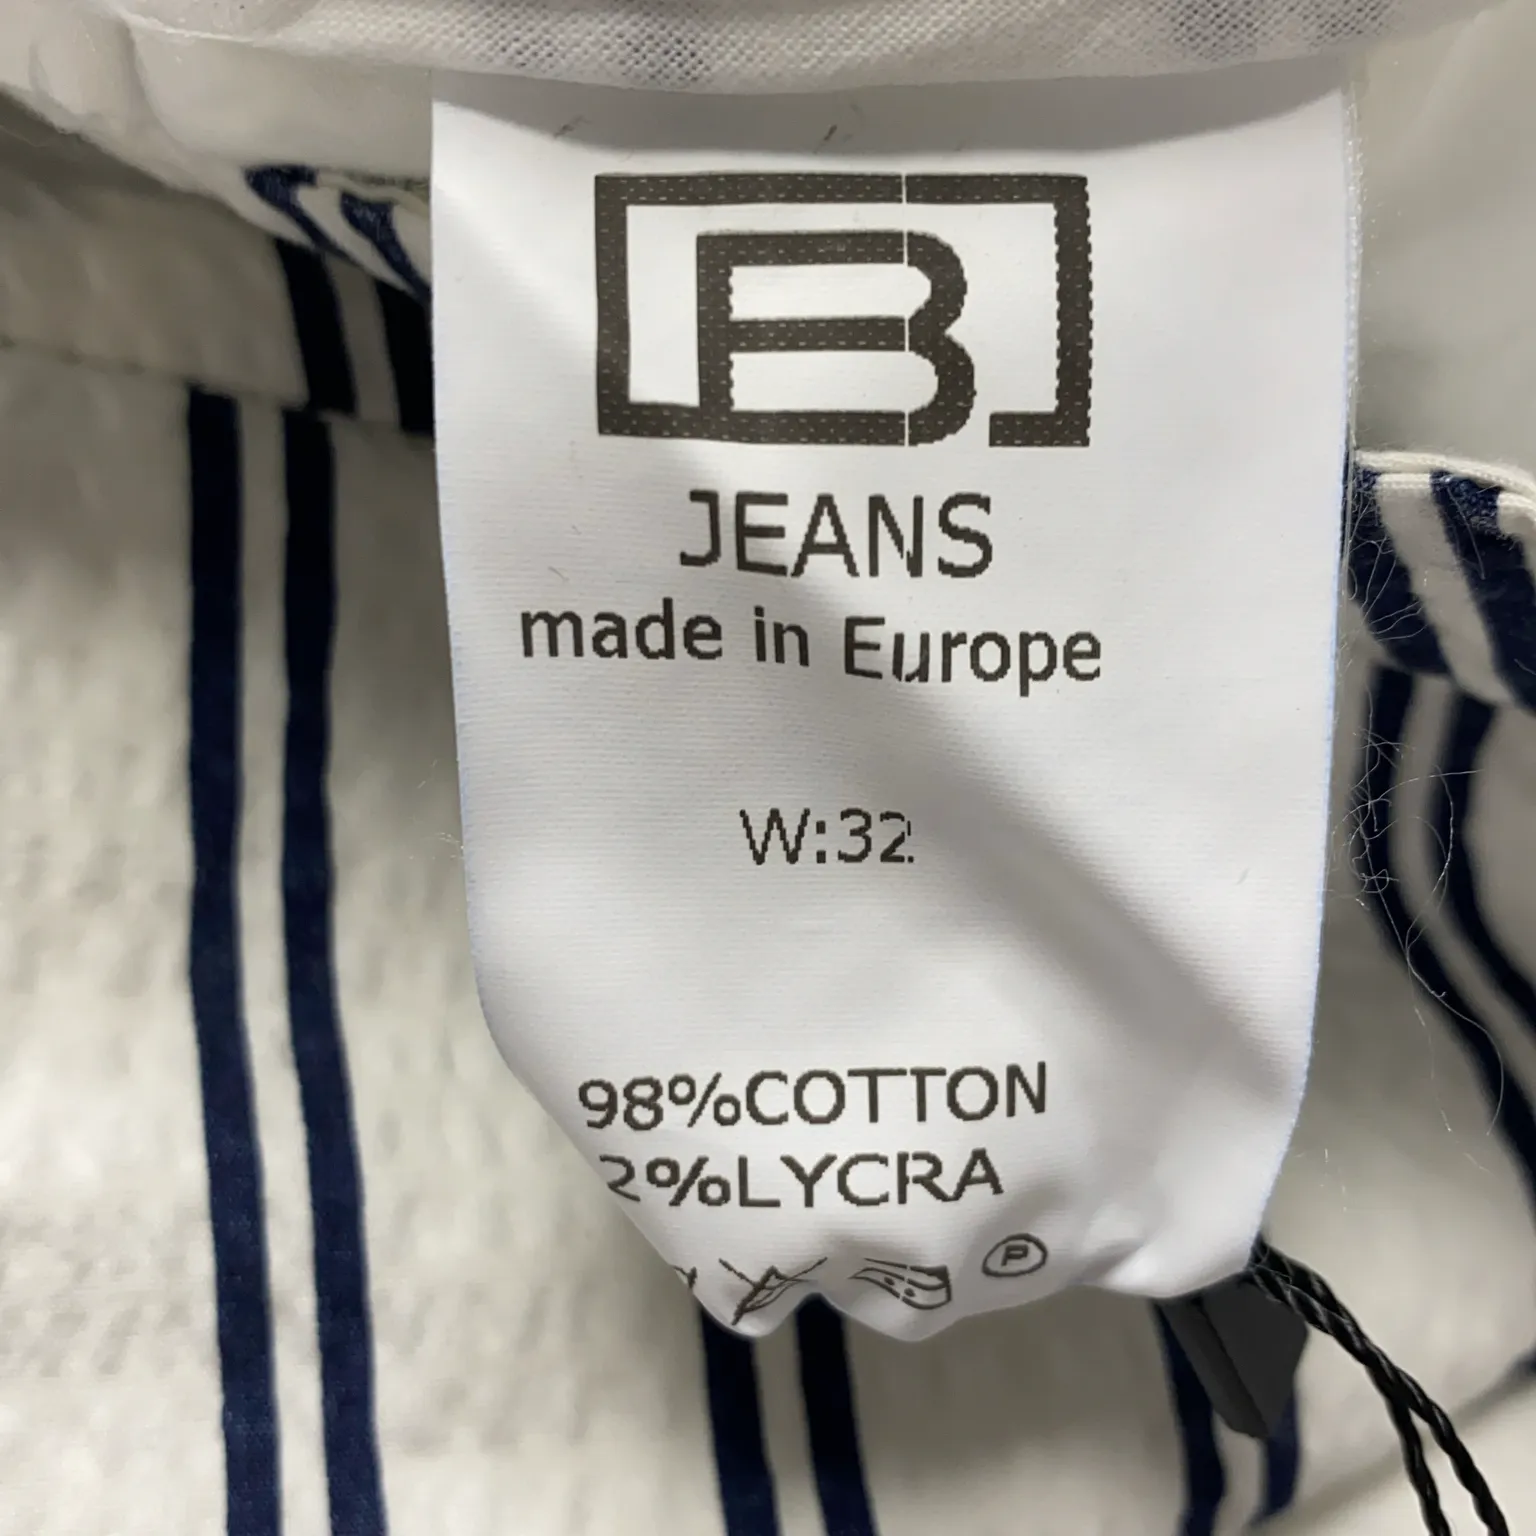 B
JEANS
made in Europe
W:32
98%COTTON
2%LYCRA
P